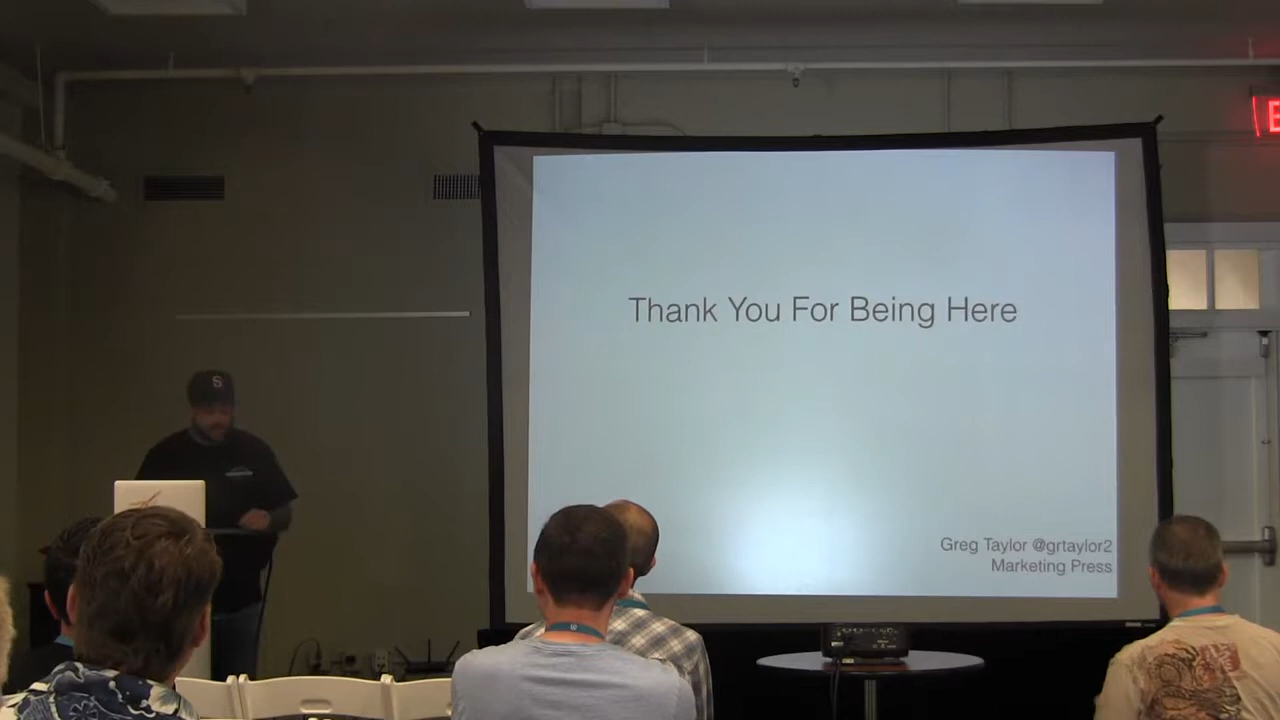 S
E
Thank You For Being Here
Greg Taylor @grtaylor2
Marketing Press